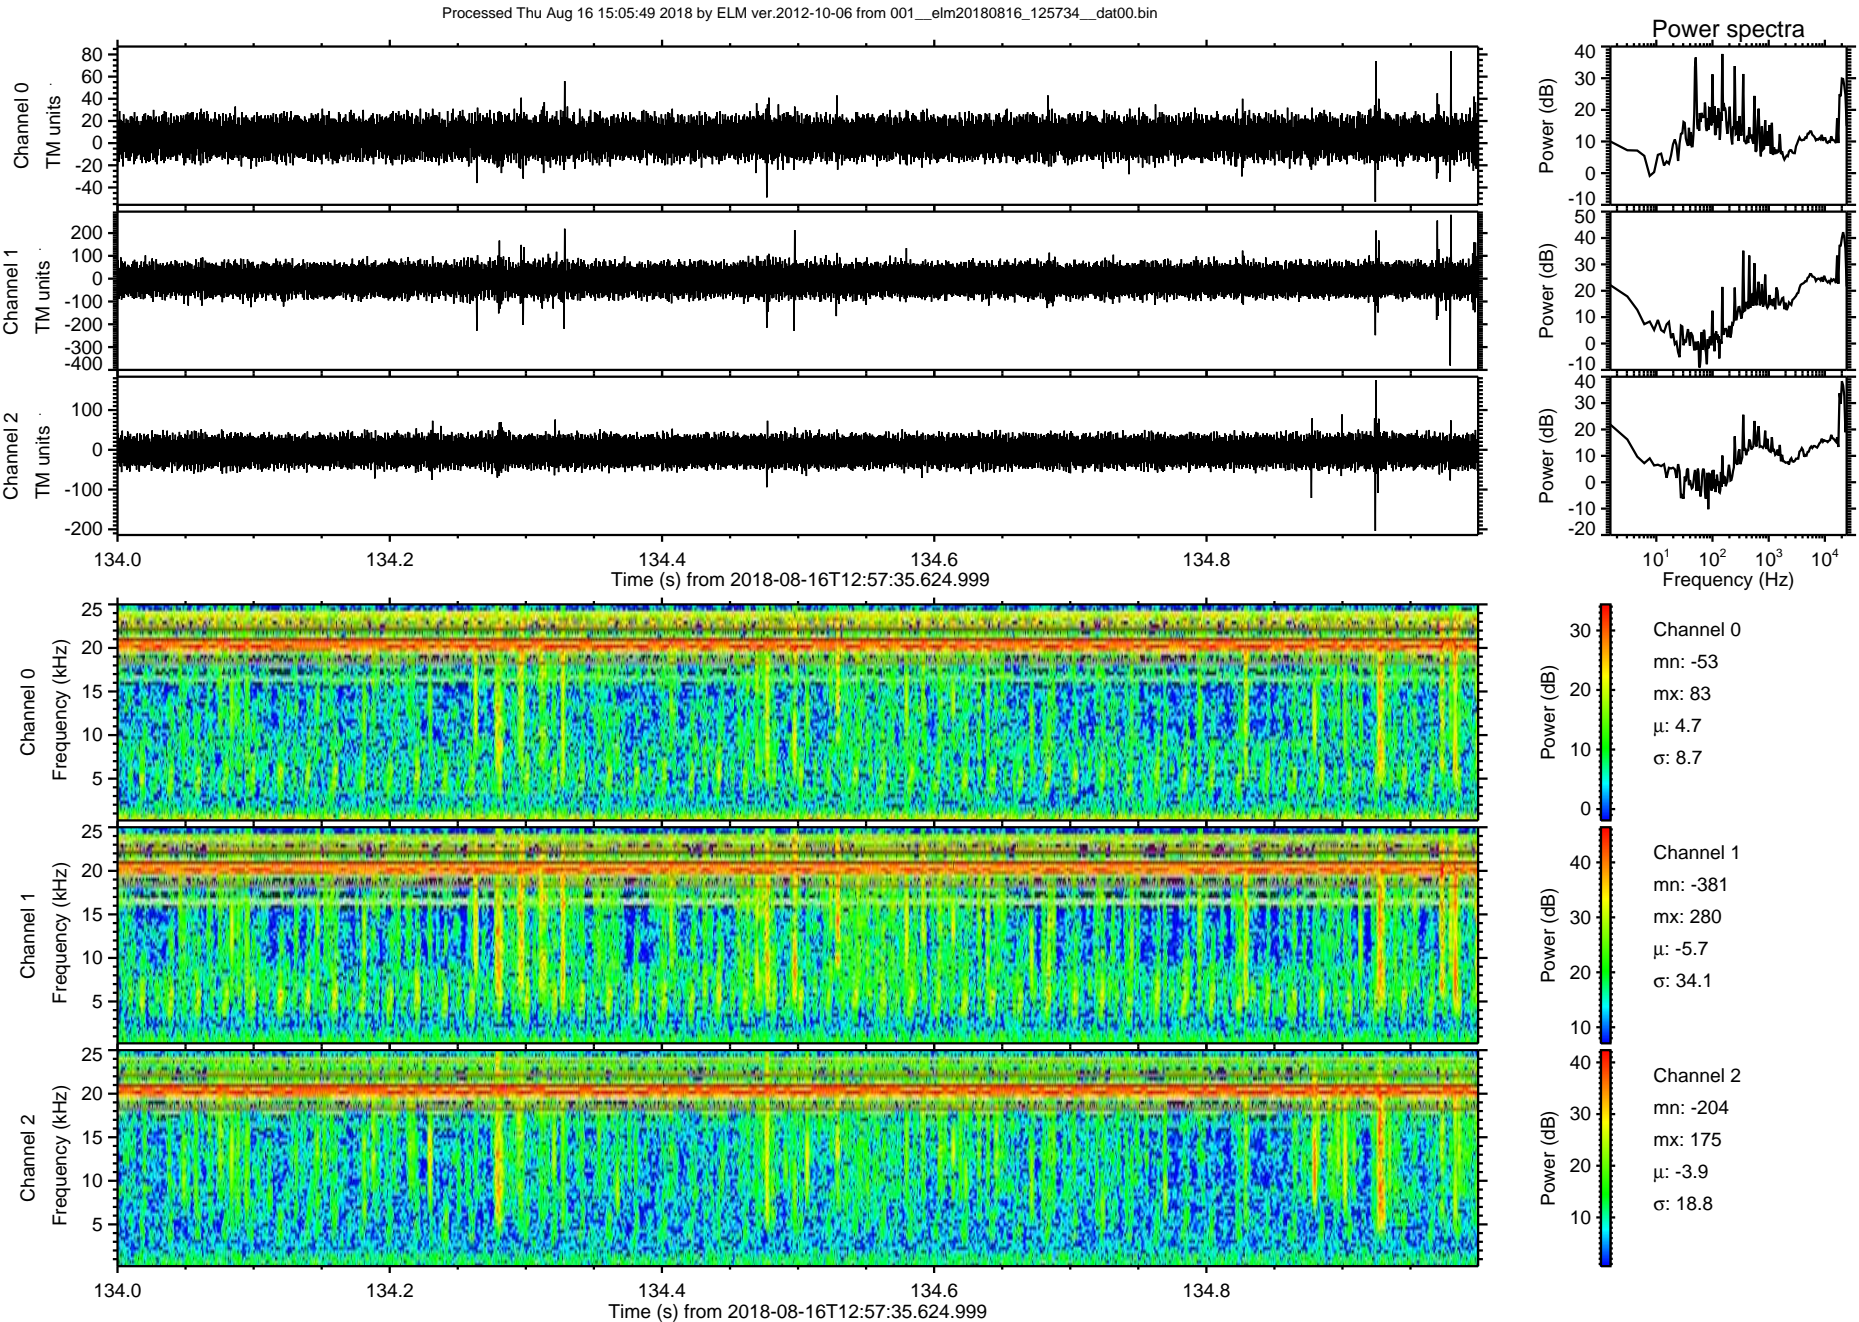 Processed Thu Aug 16 15:05:49 2018 by ELM ver.2012-10-06 from 001__elm20180816_125734__dat00.bin
Power spectra
Channel 0
TM units
80
60
40
20
0
-20
-40
Power (dB)
40
30
20
10
0
-10
Channel 1
TM units
200
100
0
-100
-200
-300
-400
Power (dB)
50
40
30
20
10
0
-10
Channel 2
TM units
100
0
-100
-200
Power (dB)
40
30
20
10
0
-10
-20
134.0 134.2 134.4 134.6 134.8
Time (s) from 2018-08-16T12:57:35.624.999
10¹ 10² 10³ 10⁴
Frequency (Hz)
Channel 0
Frequency (kHz)
25
20
15
10
5
Power (dB)
30
20
10
0
Channel 0
mn: -53
mx: 83
μ: 4.7
σ: 8.7
Channel 1
Frequency (kHz)
25
20
15
10
5
Power (dB)
40
30
20
10
Channel 1
mn: -381
mx: 280
μ: -5.7
σ: 34.1
Channel 2
Frequency (kHz)
25
20
15
10
5
Power (dB)
40
30
20
10
Channel 2
mn: -204
mx: 175
μ: -3.9
σ: 18.8
134.0 134.2 134.4 134.6 134.8
Time (s) from 2018-08-16T12:57:35.624.999